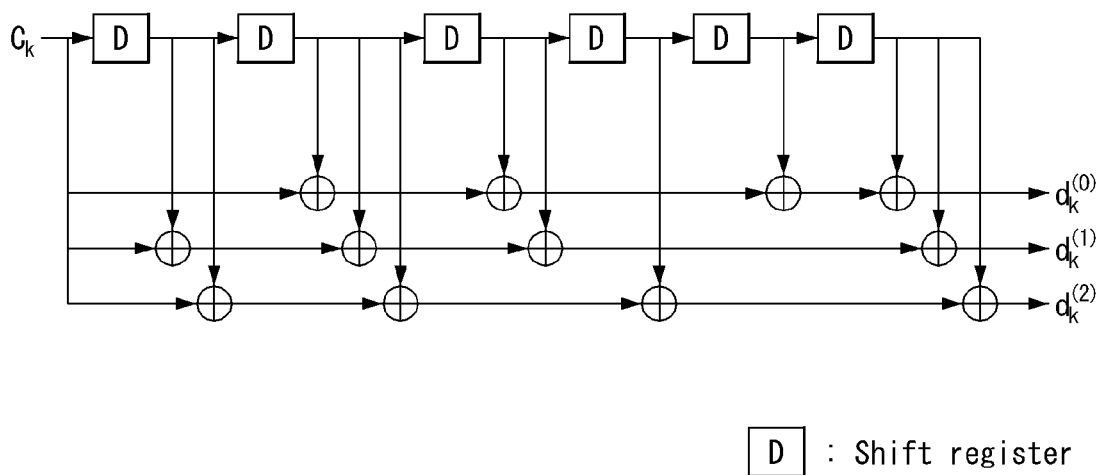 C_k D D D D D D
d_k^(0)
d_k^(1)
d_k^(2)
D : Shift register